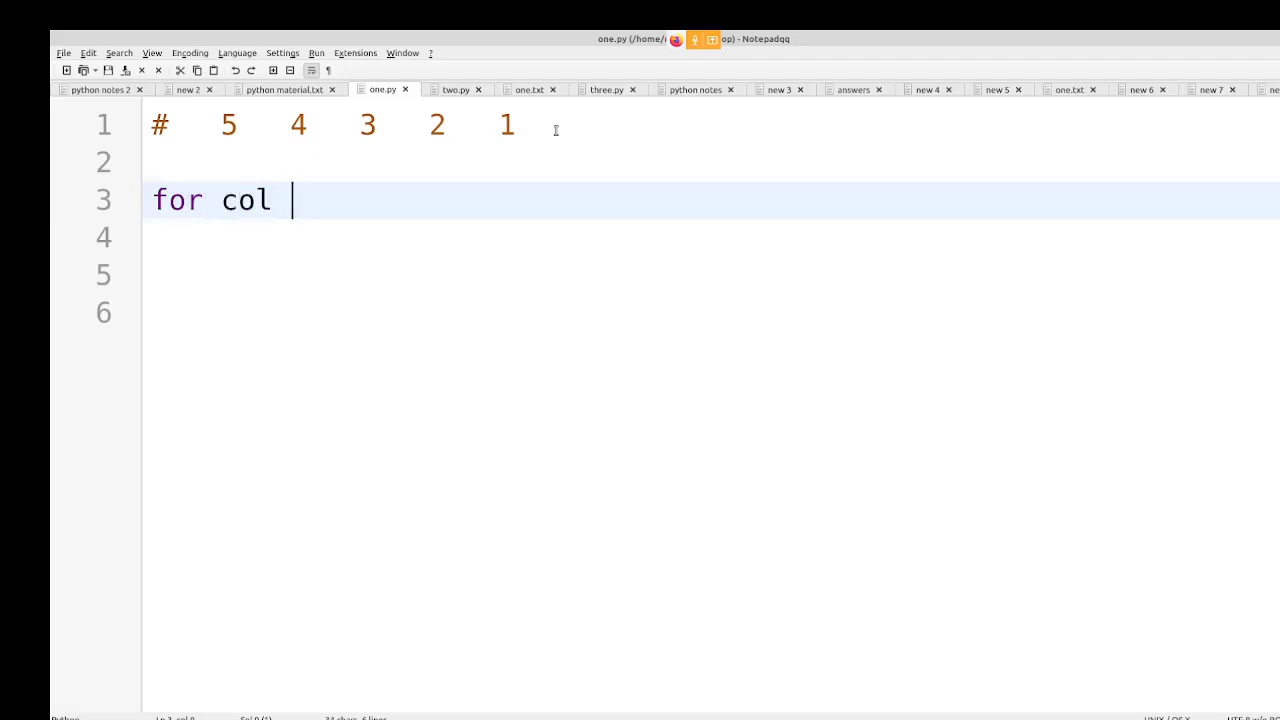 one.py (/home/ op) - Notepadqq
File Edit Search View Encoding Language Settings Run Extensions Window ?
python notes 2 new 2 python material.txt one.py two.py one.txt three.py python notes new 3 answers new 4 new 5 one.txt new 6 new 7
1 # 5 4 3 2 1
2
3 for col
4
5
6